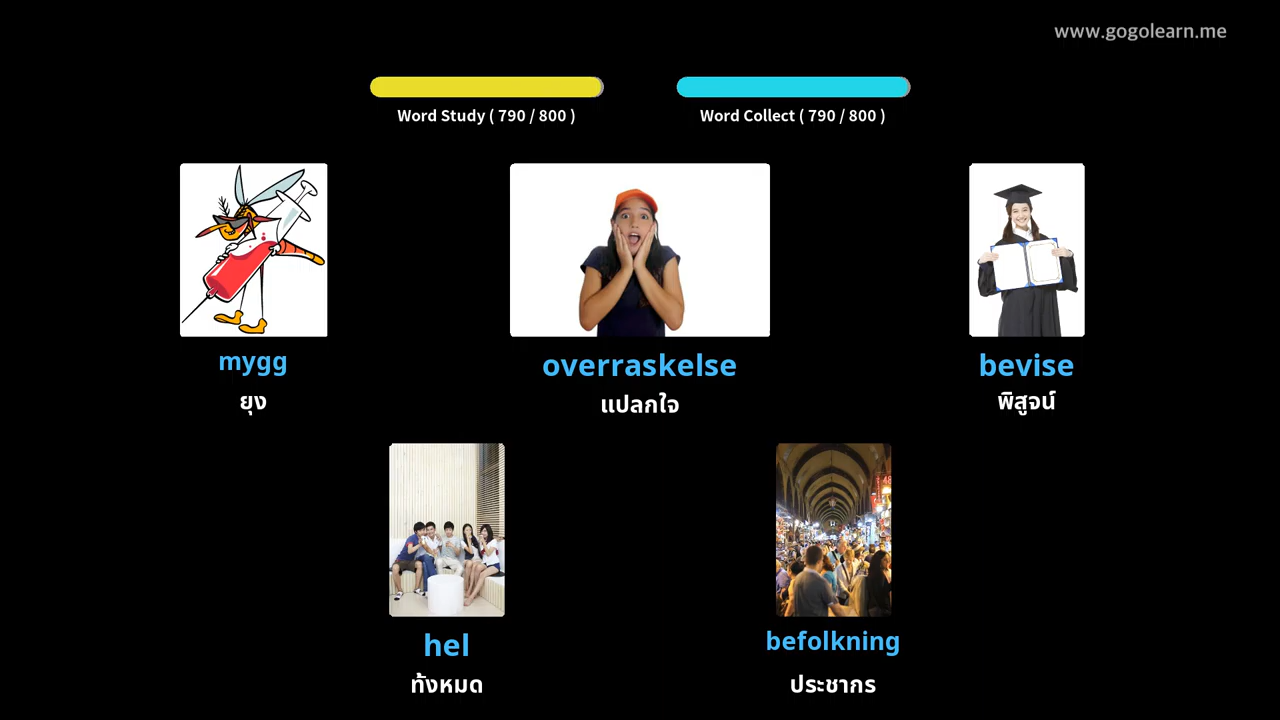 www.gogolearn.me
Word Study ( 790 / 800 )
Word Collect ( 790 / 800 )
mygg
ยุง
overraskelse
แปลกใจ
bevise
พิสูจน์
hel
ทั้งหมด
befolkning
ประชากร